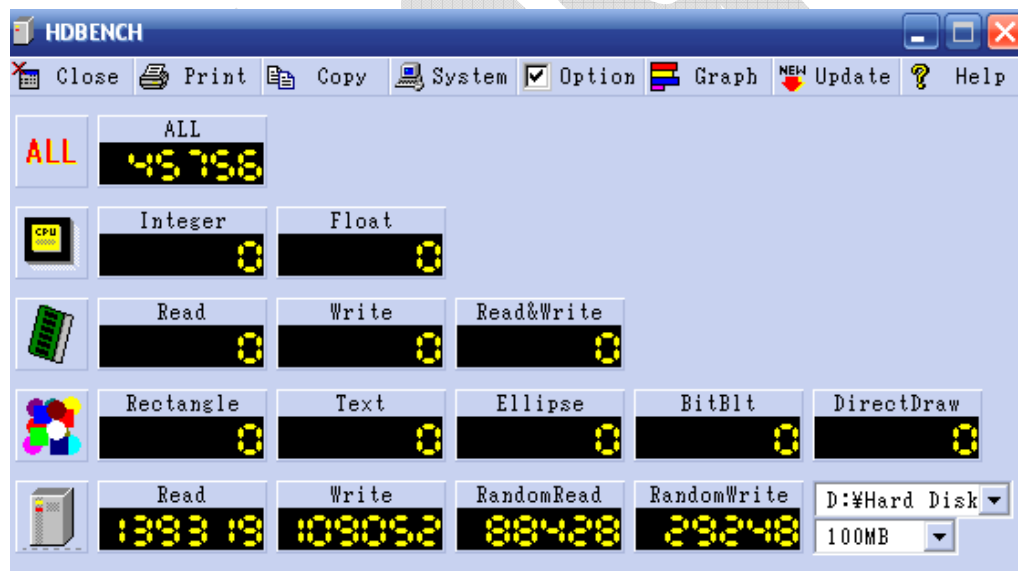 HDBENCH
Close Print Copy System Option Graph NEW Update Help
ALL ALL
45756
CPU Integer Float
0 0
Read Write Read&Write
0 0 0
Rectangle Text Ellipse BitBlt DirectDraw
0 0 0 0 0
Read Write RandomRead RandomWrite D:¥Hard Disk
139319 109052 88428 29248 100MB